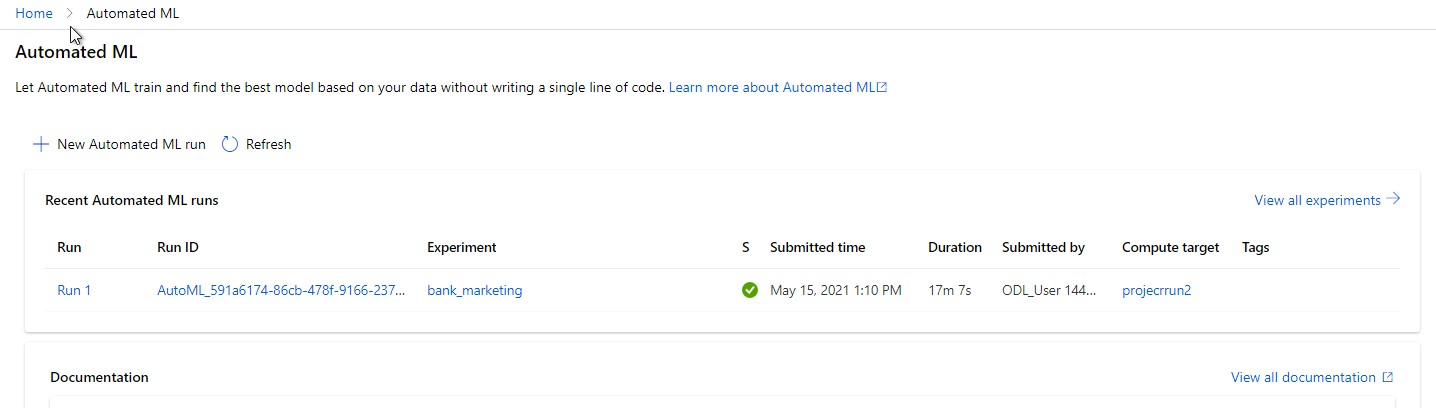 Home > Automated ML
Automated ML
Let Automated ML train and find the best model based on your data without writing a single line of code. Learn more about Automated ML
New Automated ML run Refresh
Recent Automated ML runs View all experiments
Run Run ID Experiment S Submitted time Duration Submitted by Compute target Tags
Run 1 AutoML_591a6174-86cb-478f-9166-237... bank_marketing May 15, 2021 1:10 PM 17m 7s ODL_User 144... projecrrun2
Documentation View all documentation